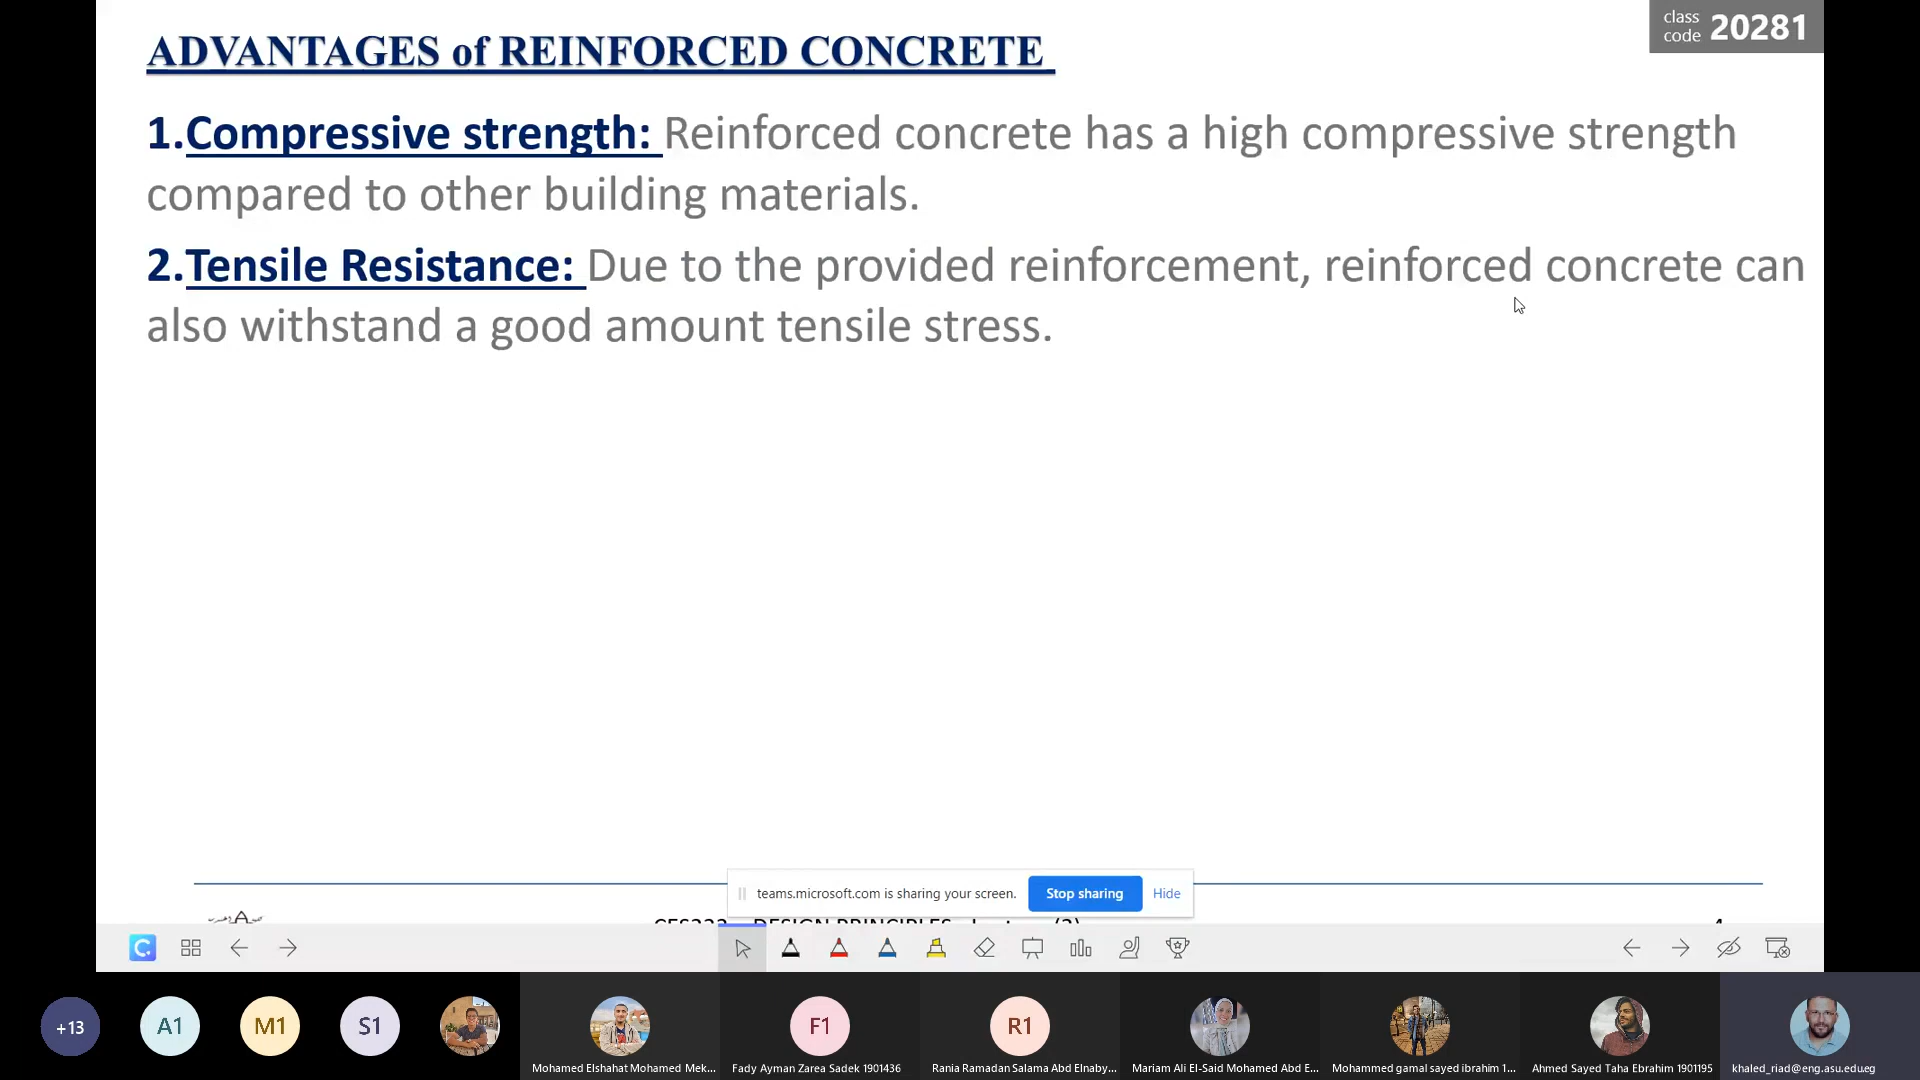 class
code 20281
ADVANTAGES of REINFORCED CONCRETE
1.Compressive strength: Reinforced concrete has a high compressive strength
compared to other building materials.
2.Tensile Resistance: Due to the provided reinforcement, reinforced concrete can
also withstand a good amount tensile stress.
teams.microsoft.com is sharing your screen. Stop sharing Hide
DESIGN PRINCIPLES
+13 A1 M1 S1 F1 R1
Mohamed Elshahat Mohamed Mek... Fady Ayman Zarea Sadek 1901436 Rania Ramadan Salama Abd Elnaby... Mariam Ali El-Said Mohamed Abd E... Mohammed gamal sayed ibrahim 1... Ahmed Sayed Taha Ebrahim 1901195 khaled_riad@eng.asu.edu.eg